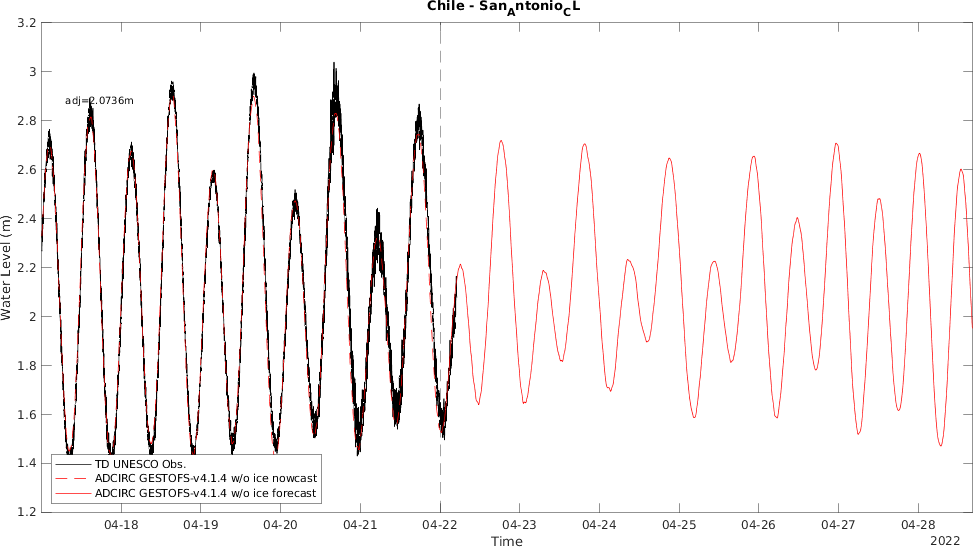 Chile - SanAntonioCL
3.2
3
2.8
2.6
2.4
2.2
2
1.8
1.6
1.4
1.2
Water Level (m)
adj=2.0736m
TD UNESCO Obs.
ADCIRC GESTOFS-v4.1.4 w/o ice nowcast
ADCIRC GESTOFS-v4.1.4 w/o ice forecast
04-18 04-19 04-20 04-21 04-22 04-23 04-24 04-25 04-26 04-27 04-28
Time
2022